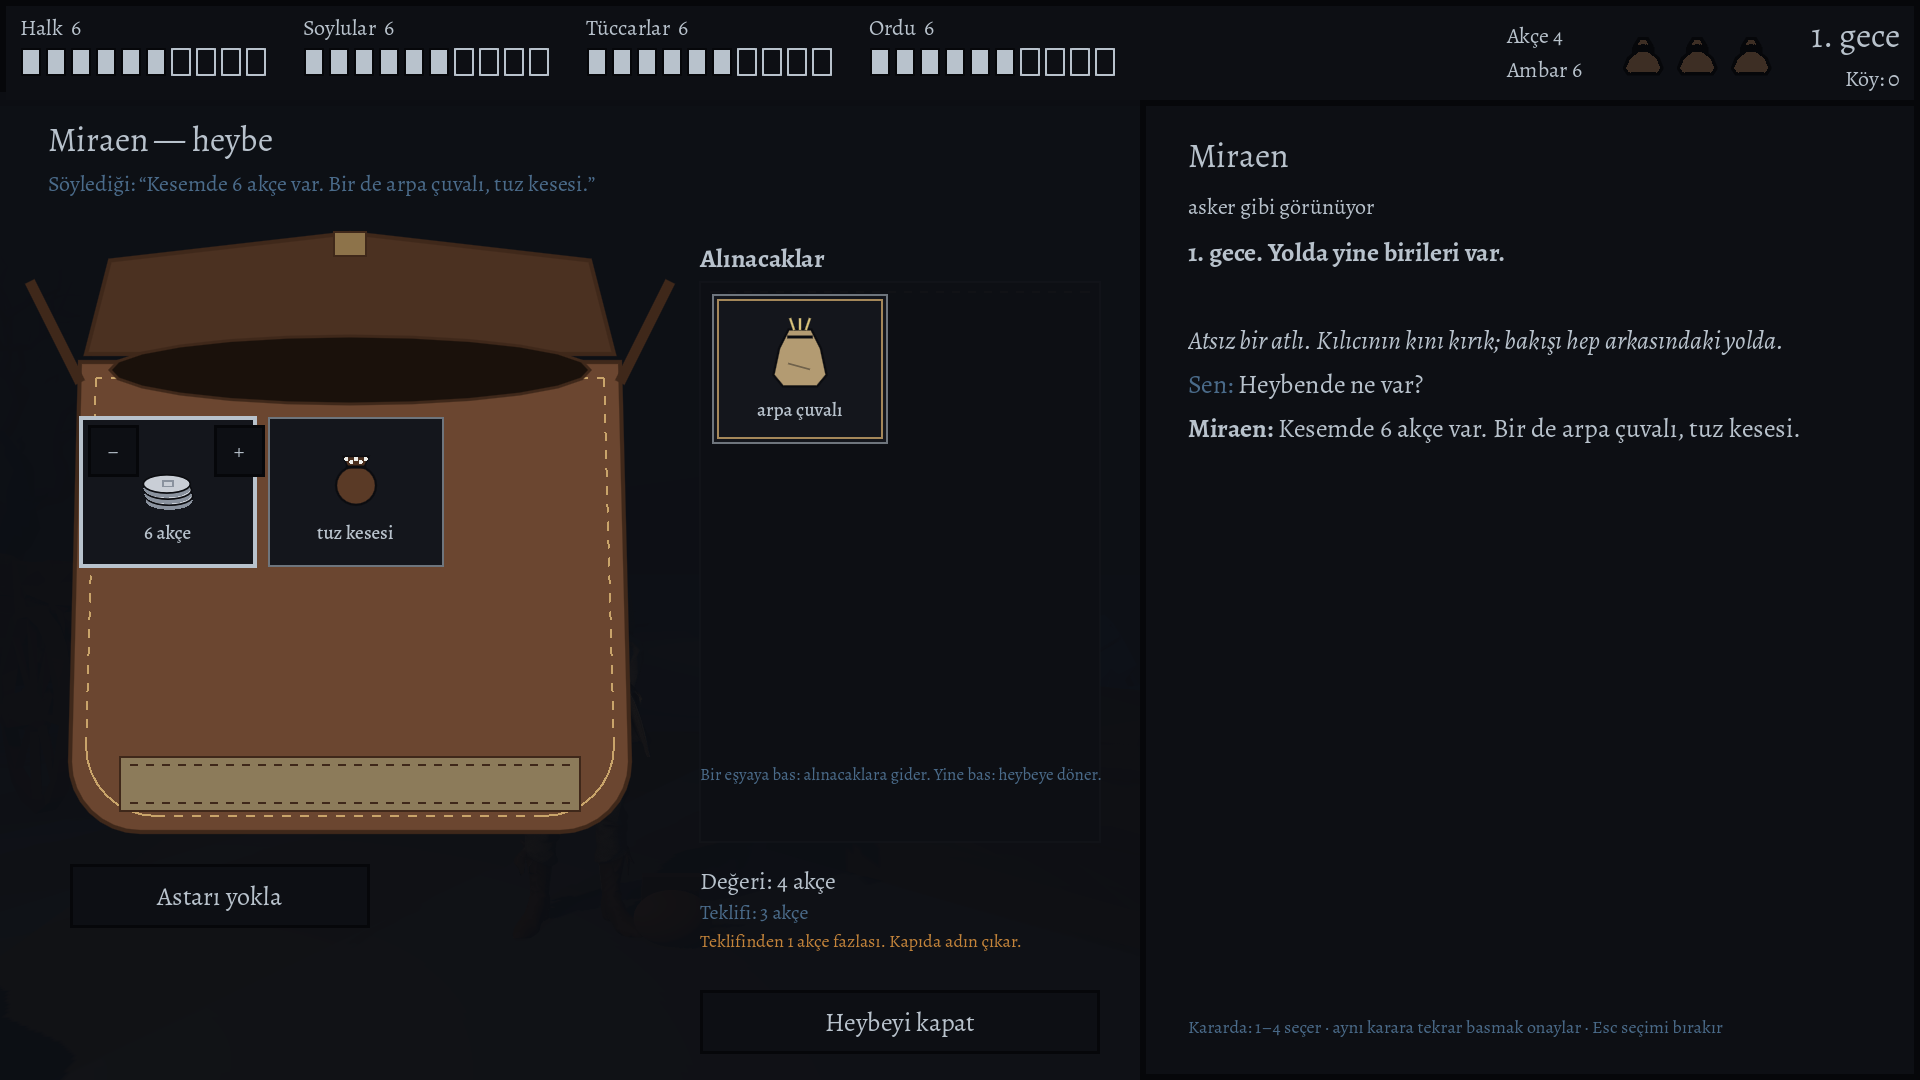 Halk 6
Soylular 6
Tüccarlar 6
Ordu 6
Akçe 4
Ambar 6
1. gece
Köy: 0
Miraen — heybe
Söylediği: “Kesemde 6 akçe var. Bir de arpa çuvalı, tuz kesesi.”
Alınacaklar
arpa çuvalı
−
+
6 akçe
tuz kesesi
Bir eşyaya bas: alınacaklara gider. Yine bas: heybeye döner.
Astarı yokla
Değeri: 4 akçe
Teklifi: 3 akçe
Teklifinden 1 akçe fazlası. Kapıda adın çıkar.
Heybeyi kapat
Miraen
asker gibi görünüyor
1. gece. Yolda yine birileri var.
Atsız bir atlı. Kılıcının kını kırık; bakışı hep arkasındaki yolda.
Sen: Heybende ne var?
Miraen: Kesemde 6 akçe var. Bir de arpa çuvalı, tuz kesesi.
Kararda: 1–4 seçer · aynı karara tekrar basmak onaylar · Esc seçimi bırakır